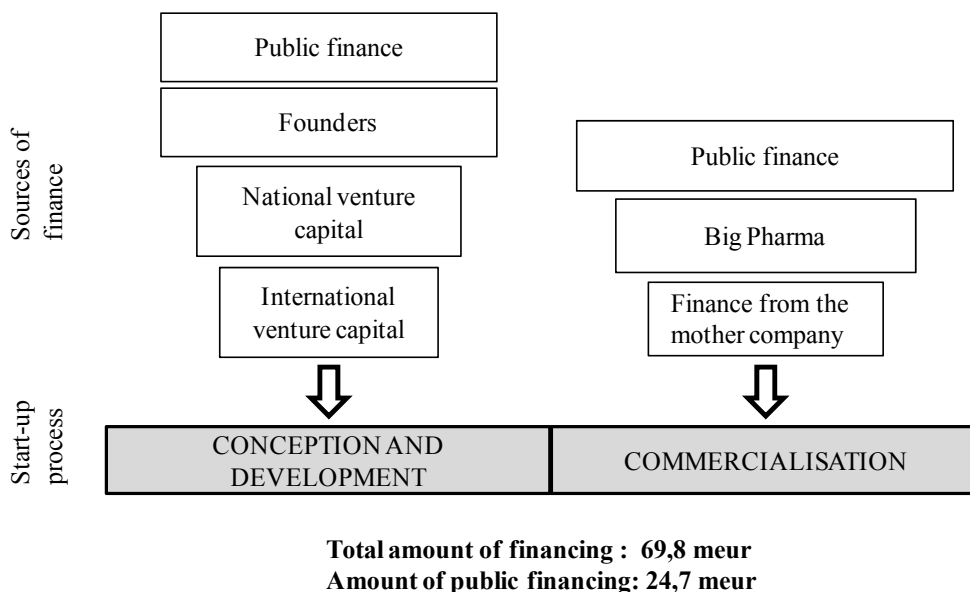 Sources of
finance
Public finance
Founders
National venture
capital
International
venture capital
Public finance
Big Pharma
Finance from the
mother company
Start-up
process
CONCEPTION AND
DEVELOPMENT
COMMERCIALISATION
Total amount of financing : 69,8 meur
Amount of public financing: 24,7 meur